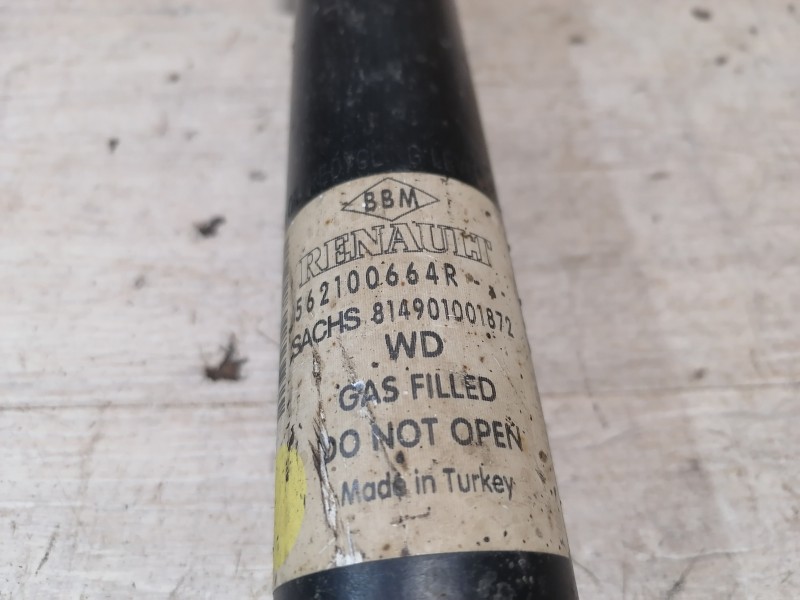 BBM
RENAULT
562100664R
SACHS 814901001872
WD
GAS FILLED
DO NOT OPEN
Made in Turkey